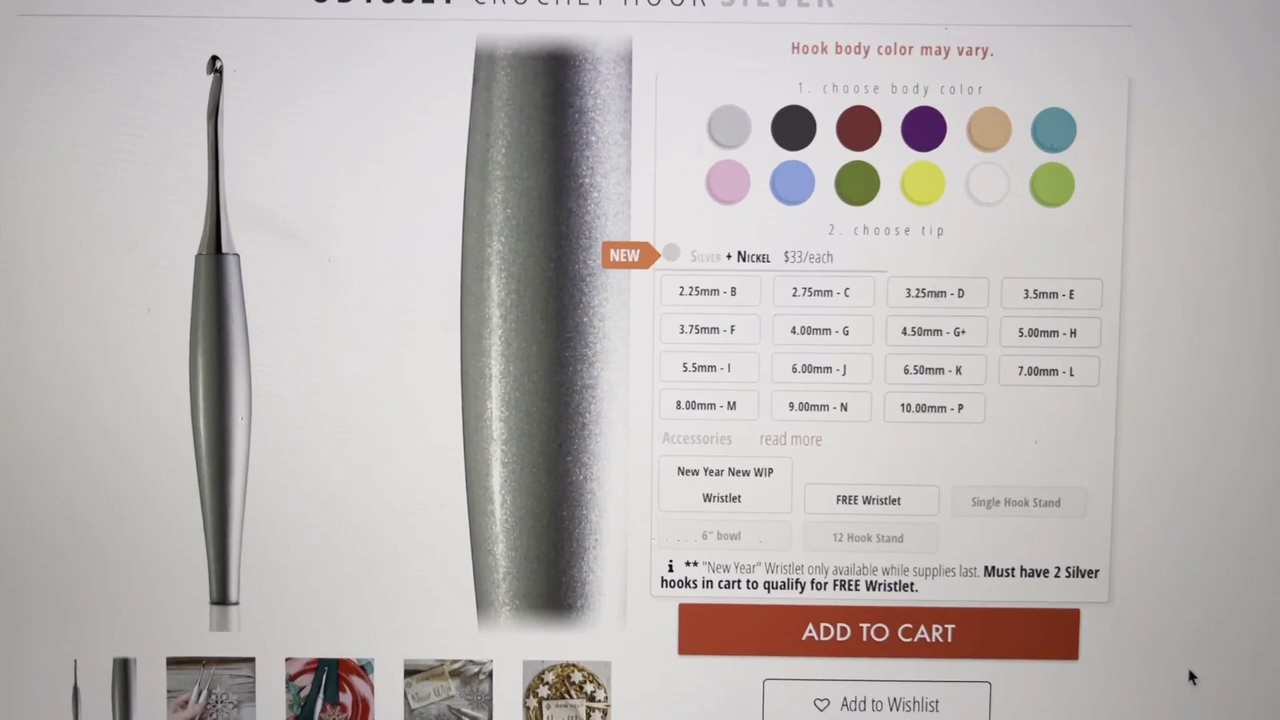 ODYSSEY CROCHET HOOK SILVER
Hook body color may vary.
1. choose body color
2. choose tip
NEW
SILVER + NICKEL $33/each
2.25mm - B
2.75mm - C
3.25mm - D
3.5mm - E
3.75mm - F
4.00mm - G
4.50mm - G+
5.00mm - H
5.5mm - I
6.00mm - J
6.50mm - K
7.00mm - L
8.00mm - M
9.00mm - N
10.00mm - P
Accessories read more
New Year New WIP
Wristlet
FREE Wristlet
Single Hook Stand
6" bowl
12 Hook Stand
i ** "New Year" Wristlet only available while supplies last. Must have 2 Silver
hooks in cart to qualify for FREE Wristlet.
ADD TO CART
Add to Wishlist